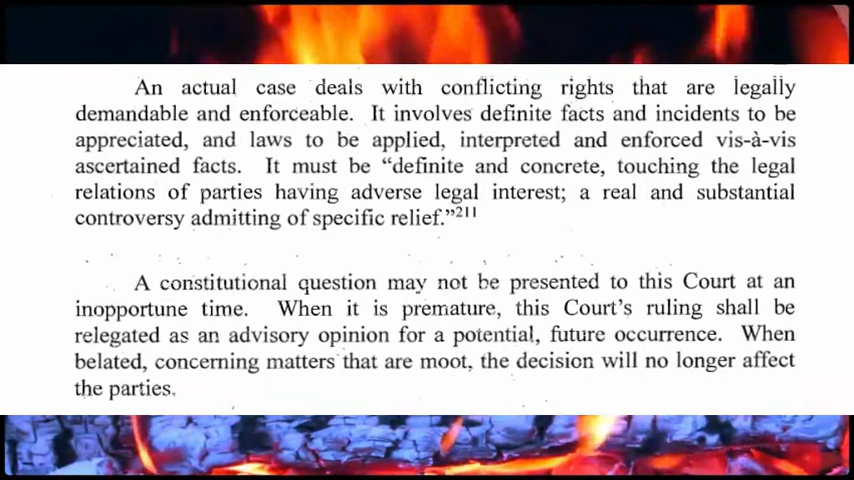 An actual case deals with conflicting rights that are legally
demandable and enforceable. It involves definite facts and incidents to be
appreciated, and laws to be applied, interpreted and enforced vis-à-vis
ascertained facts. It must be “definite and concrete, touching the legal
relations of parties having adverse legal interest; a real and substantial
controversy admitting of specific relief.”211
A constitutional question may not be presented to this Court at an
inopportune time. When it is premature, this Court’s ruling shall be
relegated as an advisory opinion for a potential, future occurrence. When
belated, concerning matters that are moot, the decision will no longer affect
the parties.